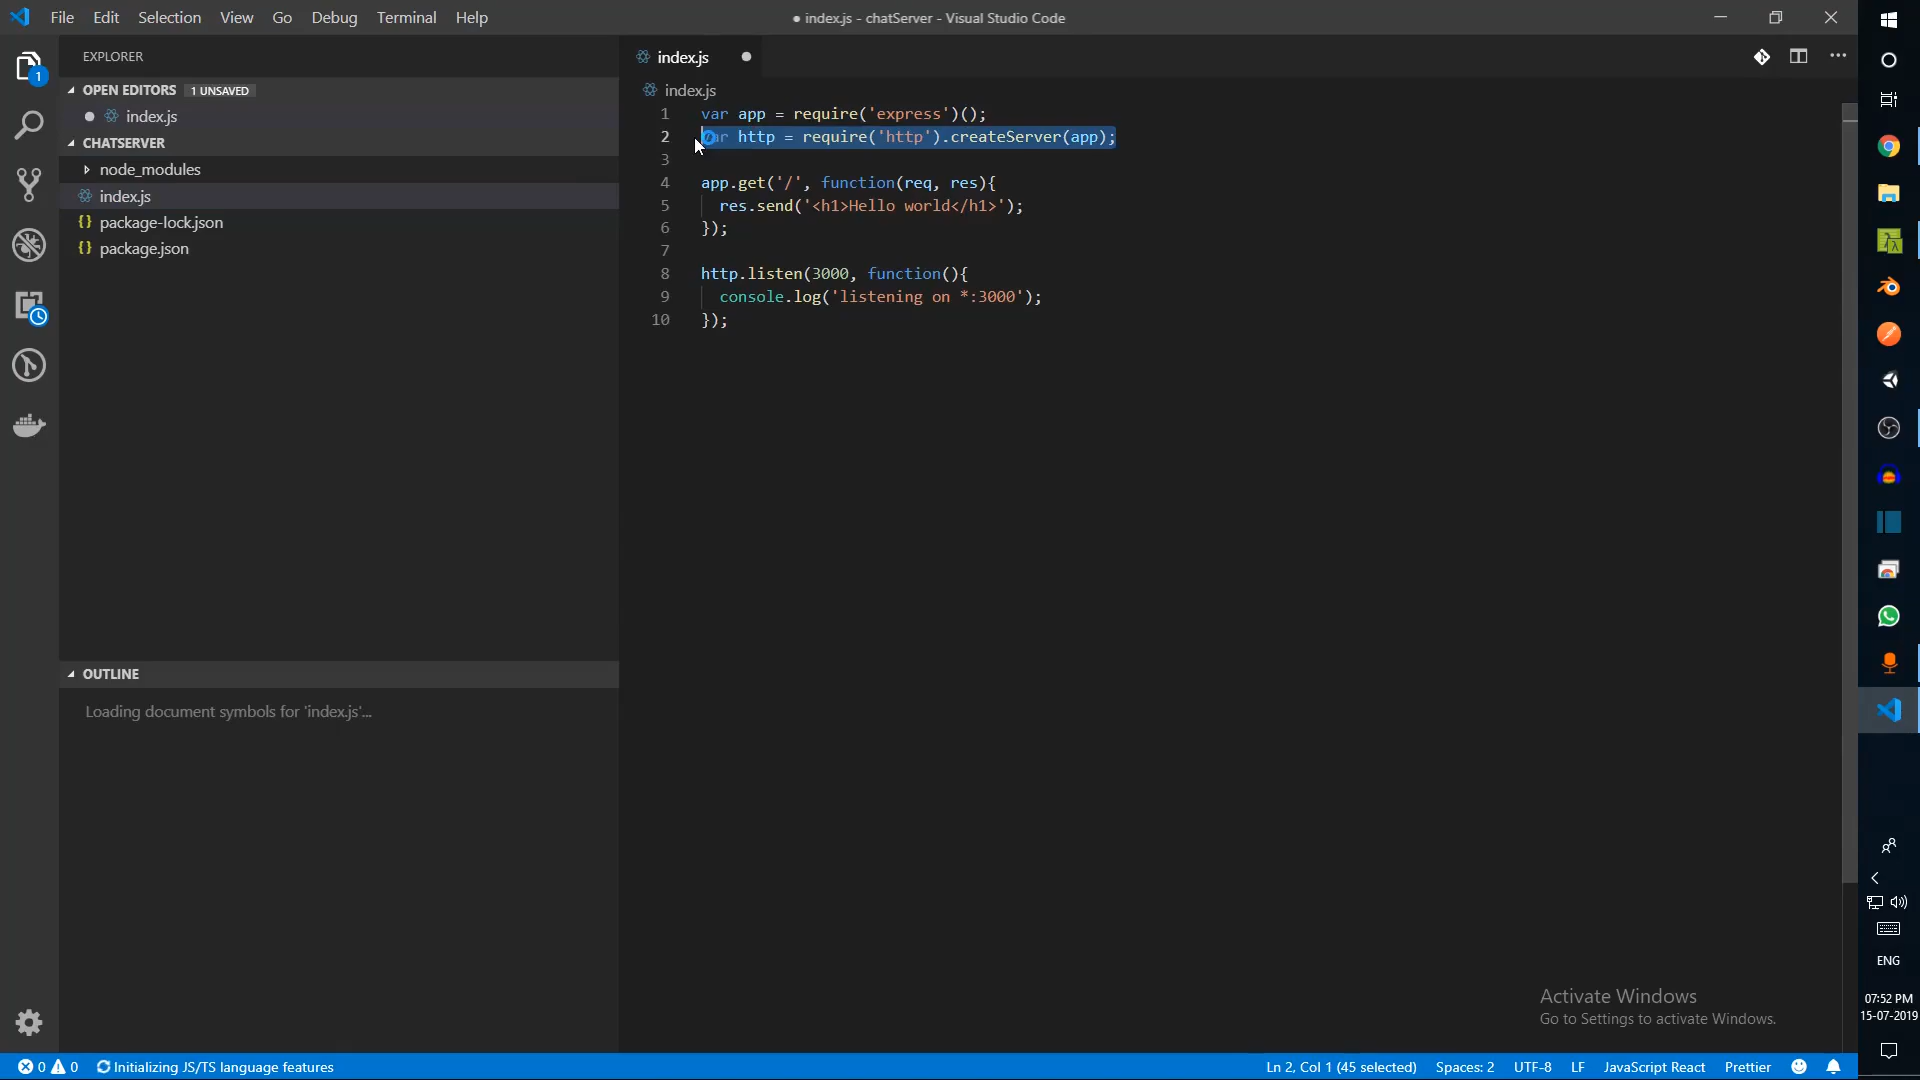 File Edit Selection View Go Debug Terminal Help
● index.js - chatServer - Visual Studio Code
EXPLORER
OPEN EDITORS 1 UNSAVED
index.js
CHATSERVER
node_modules
index.js
package-lock.json
package.json
OUTLINE
Loading document symbols for 'index.js'...
index.js
index.js
1 var app = require('express')();
2 var http = require('http').createServer(app);
3
4 app.get('/', function(req, res){
5 res.send('<h1>Hello world</h1>');
6 });
7
8 http.listen(3000, function(){
9 console.log('listening on *:3000');
10 });
Activate Windows
Go to Settings to activate Windows.
0 0 Initializing JS/TS language features
Ln 2, Col 1 (45 selected) Spaces: 2 UTF-8 LF JavaScript React Prettier
1
ENG
07:52 PM
15-07-2019